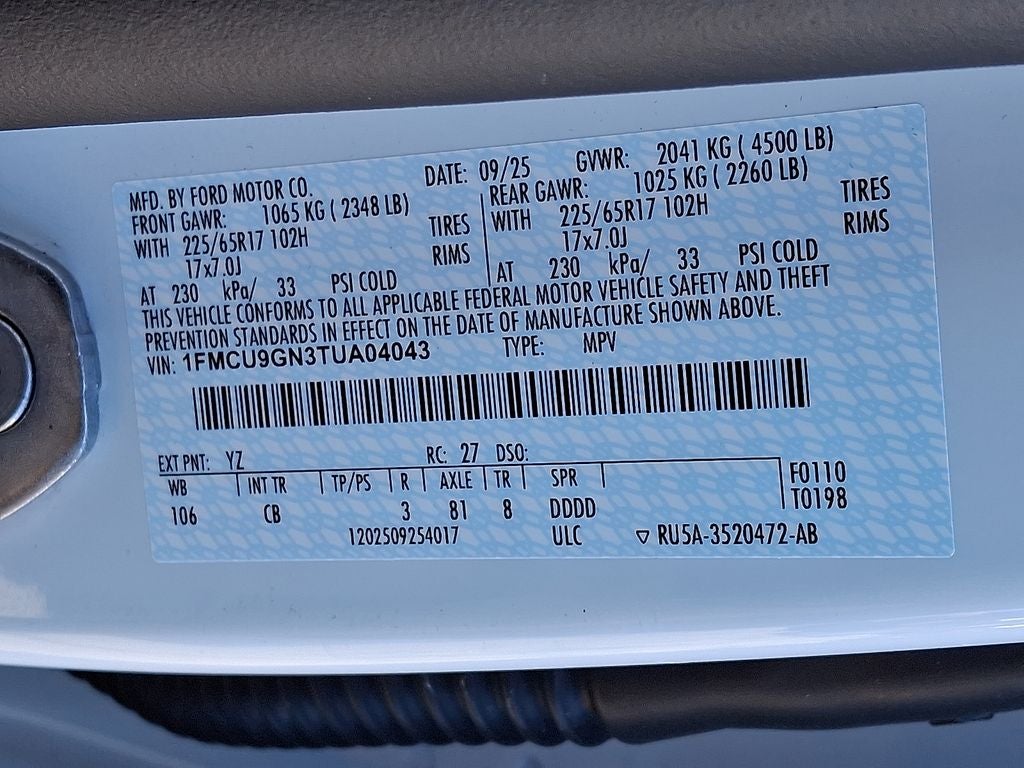 MFD. BY FORD MOTOR CO. DATE: 09/25 GVWR: 2041 KG ( 4500 LB)
FRONT GAWR: 1065 KG ( 2348 LB) REAR GAWR: 1025 KG ( 2260 LB)
WITH 225/65R17 102H TIRES WITH 225/65R17 102H TIRES
17x7.0J RIMS 17x7.0J RIMS
AT 230 kPa/ 33 PSI COLD AT 230 kPa/ 33 PSI COLD
THIS VEHICLE CONFORMS TO ALL APPLICABLE FEDERAL MOTOR VEHICLE SAFETY AND THEFT
PREVENTION STANDARDS IN EFFECT ON THE DATE OF MANUFACTURE SHOWN ABOVE.
VIN: 1FMCU9GN3TUA04043 TYPE: MPV
EXT PNT: YZ RC: 27 DSO:
WB INT TR TP/PS R AXLE TR SPR F0110
106 CB 3 81 8 DDDD T0198
1202509254017 ULC ▽ RU5A-3520472-AB